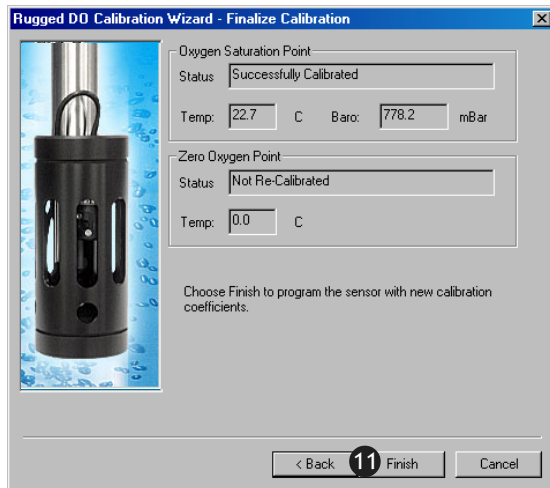 Rugged DO Calibration Wizard - Finalize Calibration
Oxygen Saturation Point
Status Successfully Calibrated
Temp: 22.7 C Baro: 778.2 mBar
Zero Oxygen Point
Status Not Re-Calibrated
Temp: 0.0 C
Choose Finish to program the sensor with new calibration
coefficients.
< Back 11 Finish Cancel